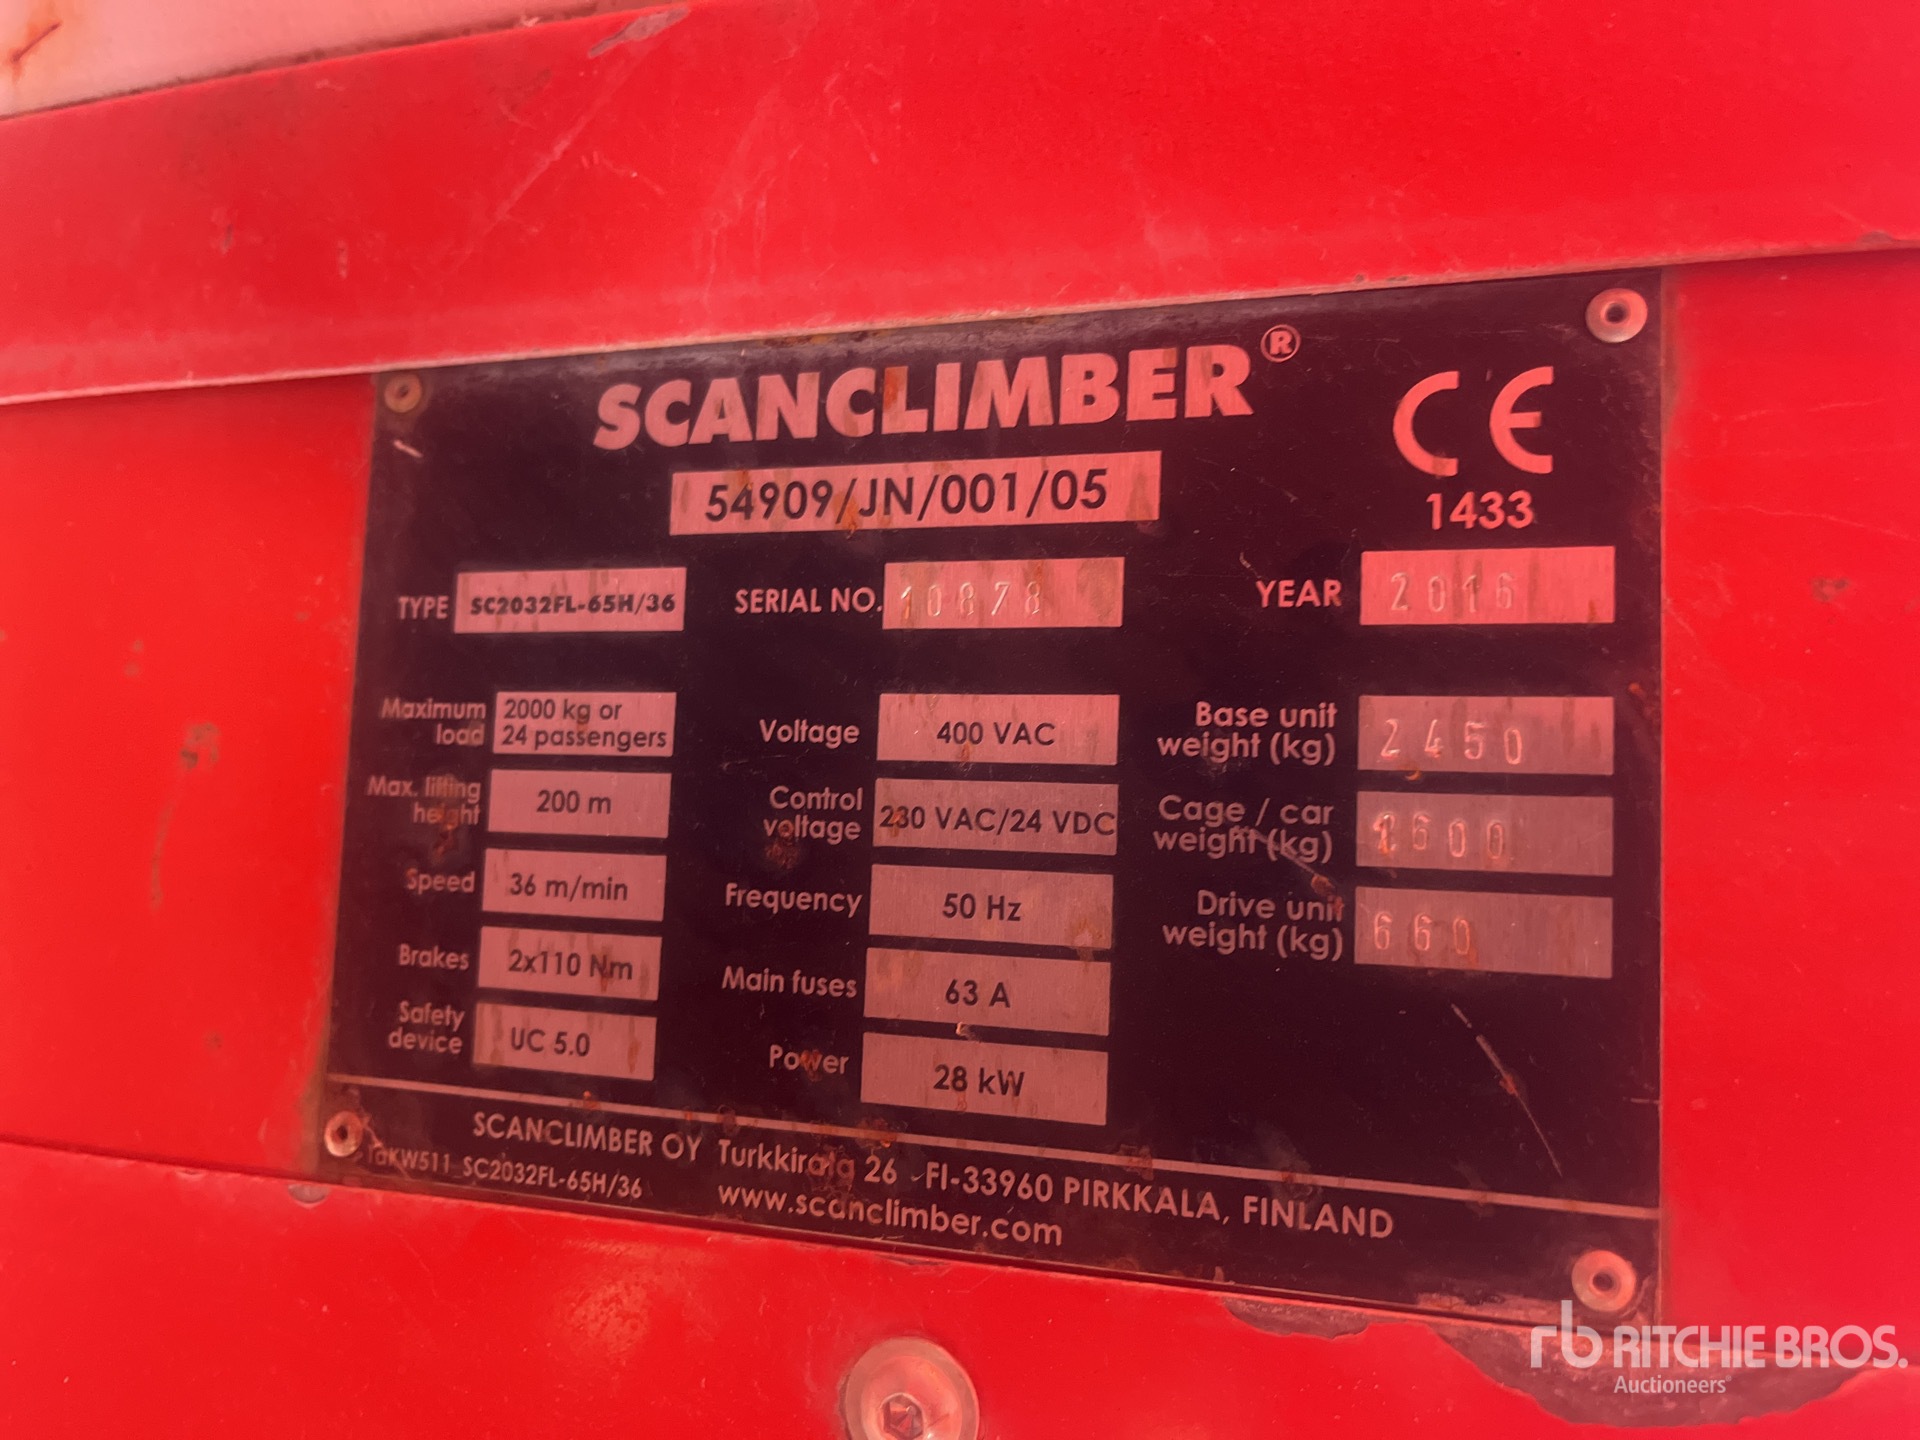 SCANCLIMBER®
CE
54909/JN/001/05
1433
TYPE SC2032FL-65H/36 SERIAL NO. 10878 YEAR 2016
Maximum load 2000 kg or 24 passengers
Max. lifting height 200 m
Speed 36 m/min
Brakes 2x110 Nm
Safety device UC 5.0
Voltage 400 VAC
Control voltage 230 VAC/24 VDC
Frequency 50 Hz
Main fuses 63 A
Power 28 kW
Base unit weight (kg) 2450
Cage / car weight (kg)
Drive unit weight (kg) 660
SCANCLIMBER OY Turkkirata 26 FI-33960 PIRKKALA, FINLAND
SC2032FL-65H/36 www.scanclimber.com
rb RITCHIE BROS.
Auctioneers